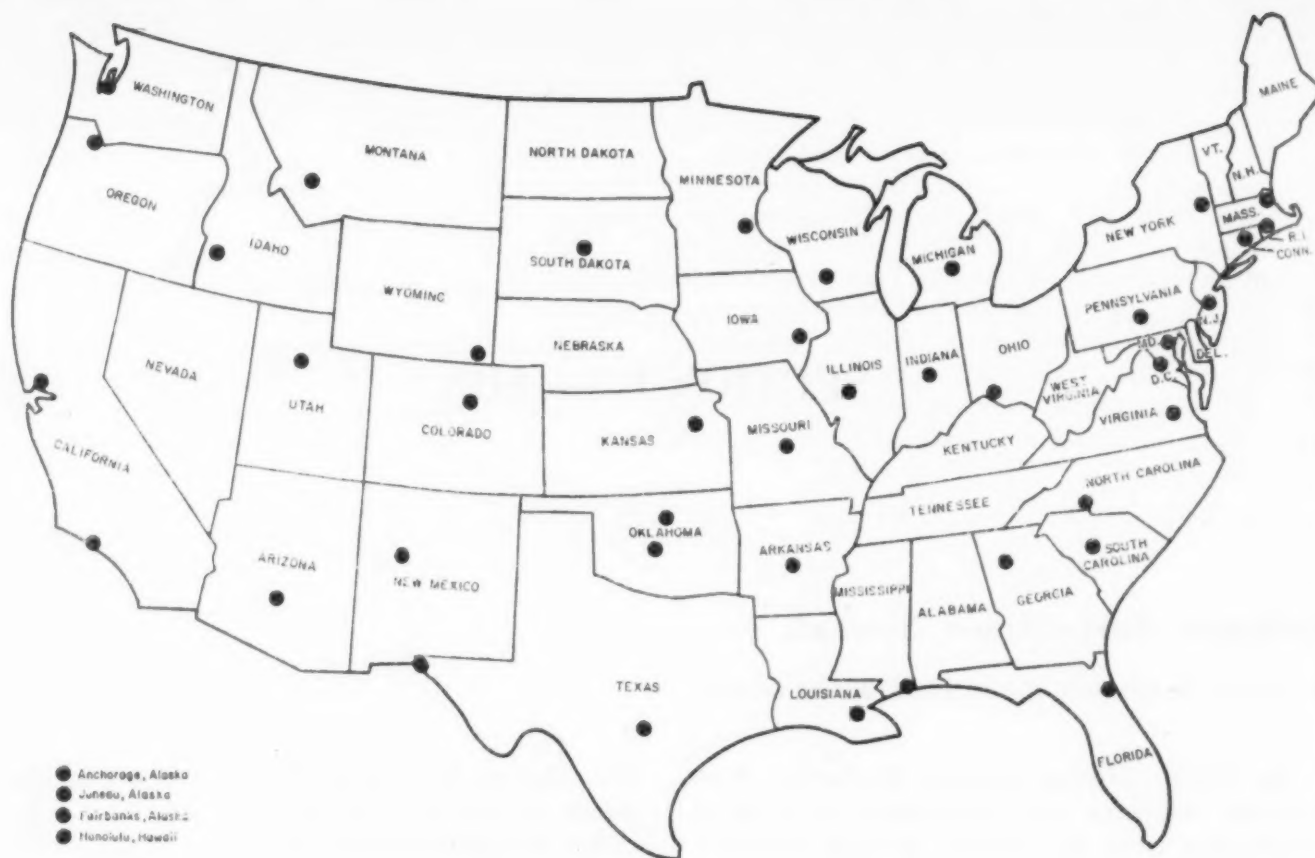 WASHINGTON
MONTANA
NORTH DAKOTA
MINNESOTA
MAINE
VT.
N.H.
OREGON
IDAHO
SOUTH DAKOTA
WISCONSIN
MICHIGAN
NEW YORK
MASS.
R.I.
CONN.
WYOMING
IOWA
PENNSYLVANIA
N.J.
NEBRASKA
NEVADA
UTAH
COLORADO
ILLINOIS
INDIANA
OHIO
MD.
DEL.
D.C.
WEST
VIRGINIA
VIRGINIA
CALIFORNIA
KANSAS
MISSOURI
KENTUCKY
NORTH CAROLINA
TENNESSEE
ARIZONA
NEW MEXICO
OKLAHOMA
ARKANSAS
SOUTH
CAROLINA
MISSISSIPPI
ALABAMA
GEORGIA
TEXAS
LOUISIANA
FLORIDA
Anchorage, Alaska
Juneau, Alaska
Fairbanks, Alaska
Honolulu, Hawaii